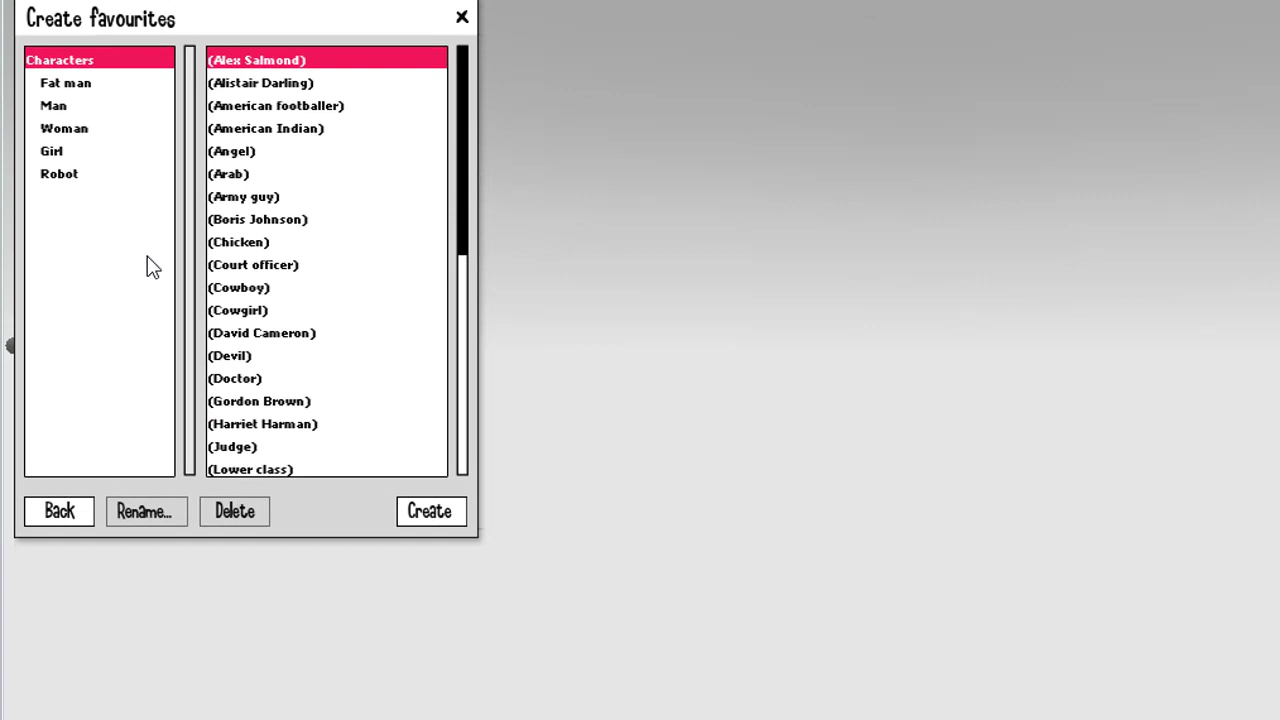 Create favourites
Characters
Fat man
Man
Woman
Girl
Robot
(Alex Salmond)
(Alistair Darling)
(American footballer)
(American Indian)
(Angel)
(Arab)
(Army guy)
(Boris Johnson)
(Chicken)
(Court officer)
(Cowboy)
(Cowgirl)
(David Cameron)
(Devil)
(Doctor)
(Gordon Brown)
(Harriet Harman)
(Judge)
(Lower class)
Back
Rename...
Delete
Create